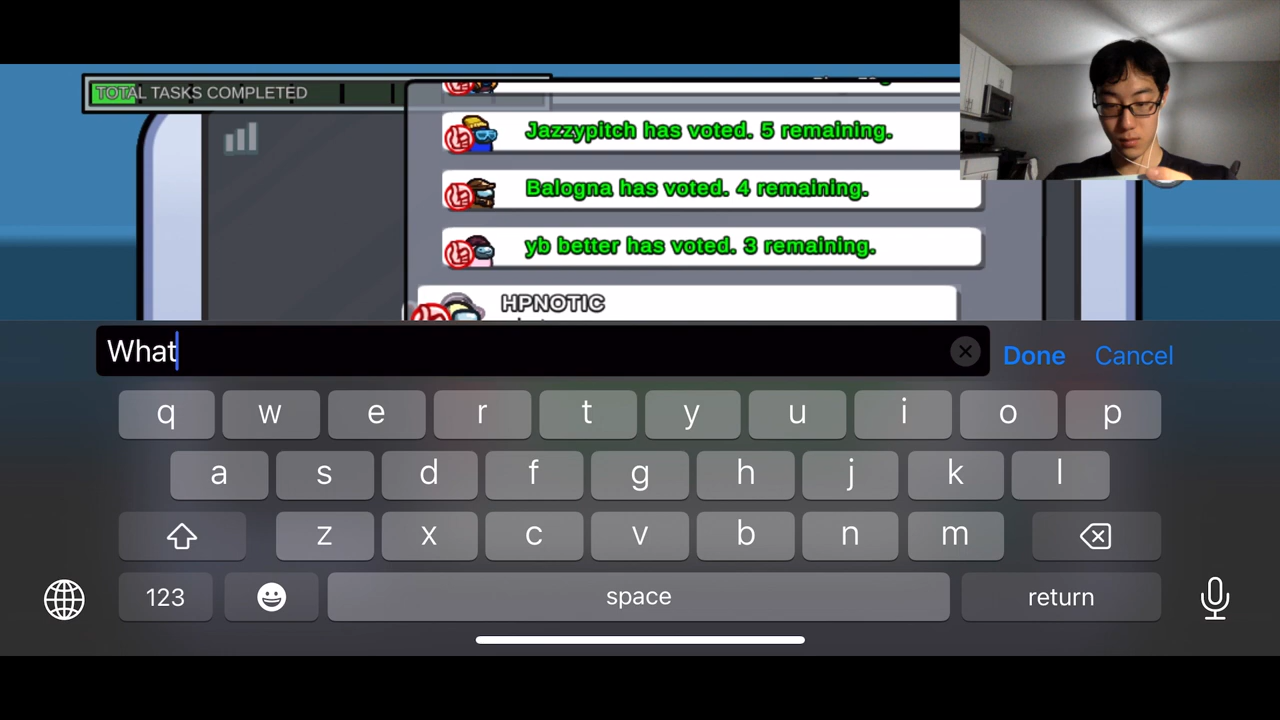 TOTAL TASKS COMPLETED
Jazzypitch has voted. 5 remaining.
Balogna has voted. 4 remaining.
yb better has voted. 3 remaining.
HPNOTIC
What
Done
Cancel
q w e r t y u i o p
a s d f g h j k l
z x c v b n m
123
space
return